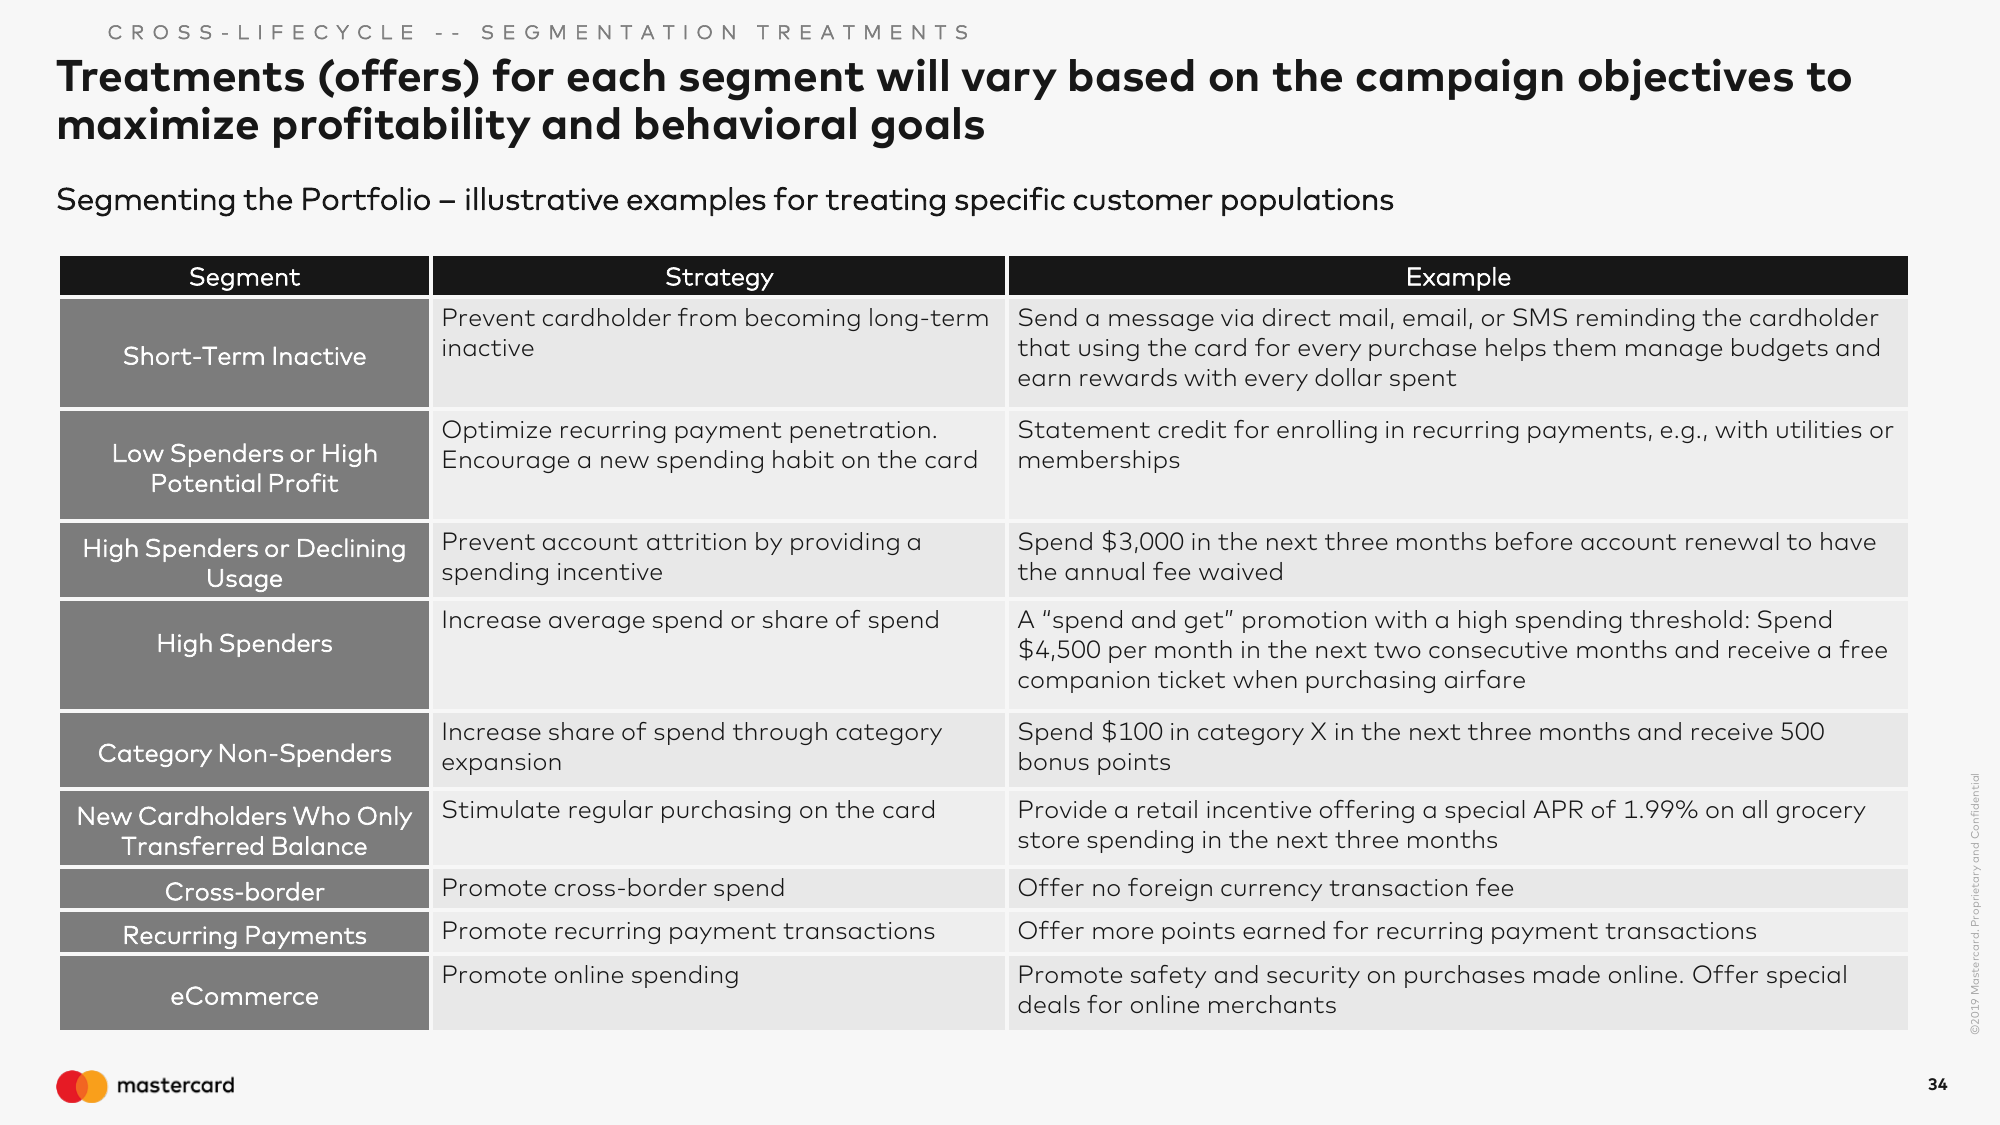 CROSS-LIFECYCLE -- SEGMENTATION TREATMENTS
Treatments (offers) for each segment will vary based on the campaign objectives to
maximize profitability and behavioral goals
Segmenting the Portfolio – illustrative examples for treating specific customer populations
Segment
Strategy
Example
Short-Term Inactive
Prevent cardholder from becoming long-term
inactive
Send a message via direct mail, email, or SMS reminding the cardholder
that using the card for every purchase helps them manage budgets and
earn rewards with every dollar spent
Low Spenders or High
Potential Profit
Optimize recurring payment penetration.
Encourage a new spending habit on the card
Statement credit for enrolling in recurring payments, e.g., with utilities or
memberships
High Spenders or Declining
Usage
Prevent account attrition by providing a
spending incentive
Spend $3,000 in the next three months before account renewal to have
the annual fee waived
High Spenders
Increase average spend or share of spend
A “spend and get” promotion with a high spending threshold: Spend
$4,500 per month in the next two consecutive months and receive a free
companion ticket when purchasing airfare
Category Non-Spenders
Increase share of spend through category
expansion
Spend $100 in category X in the next three months and receive 500
bonus points
New Cardholders Who Only
Transferred Balance
Stimulate regular purchasing on the card
Provide a retail incentive offering a special APR of 1.99% on all grocery
store spending in the next three months
Cross-border
Promote cross-border spend
Offer no foreign currency transaction fee
Recurring Payments
Promote recurring payment transactions
Offer more points earned for recurring payment transactions
eCommerce
Promote online spending
Promote safety and security on purchases made online. Offer special
deals for online merchants
©2019 Mastercard. Proprietary and Confidential
mastercard
34